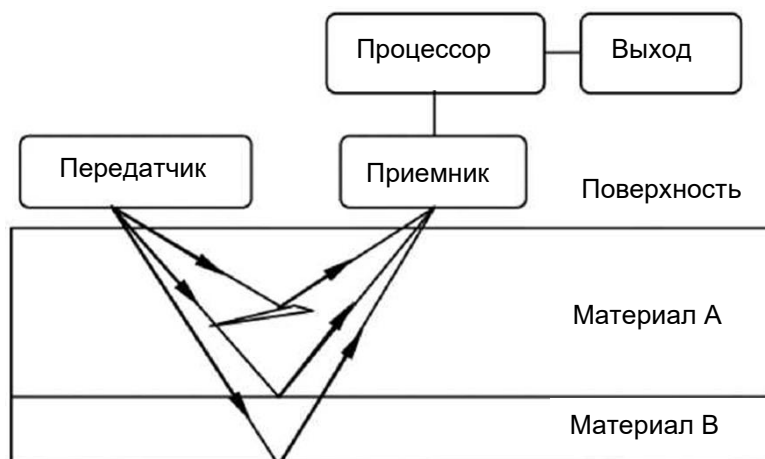 Процессор
Выход
Передатчик
Приемник
Поверхность
Материал А
Материал В